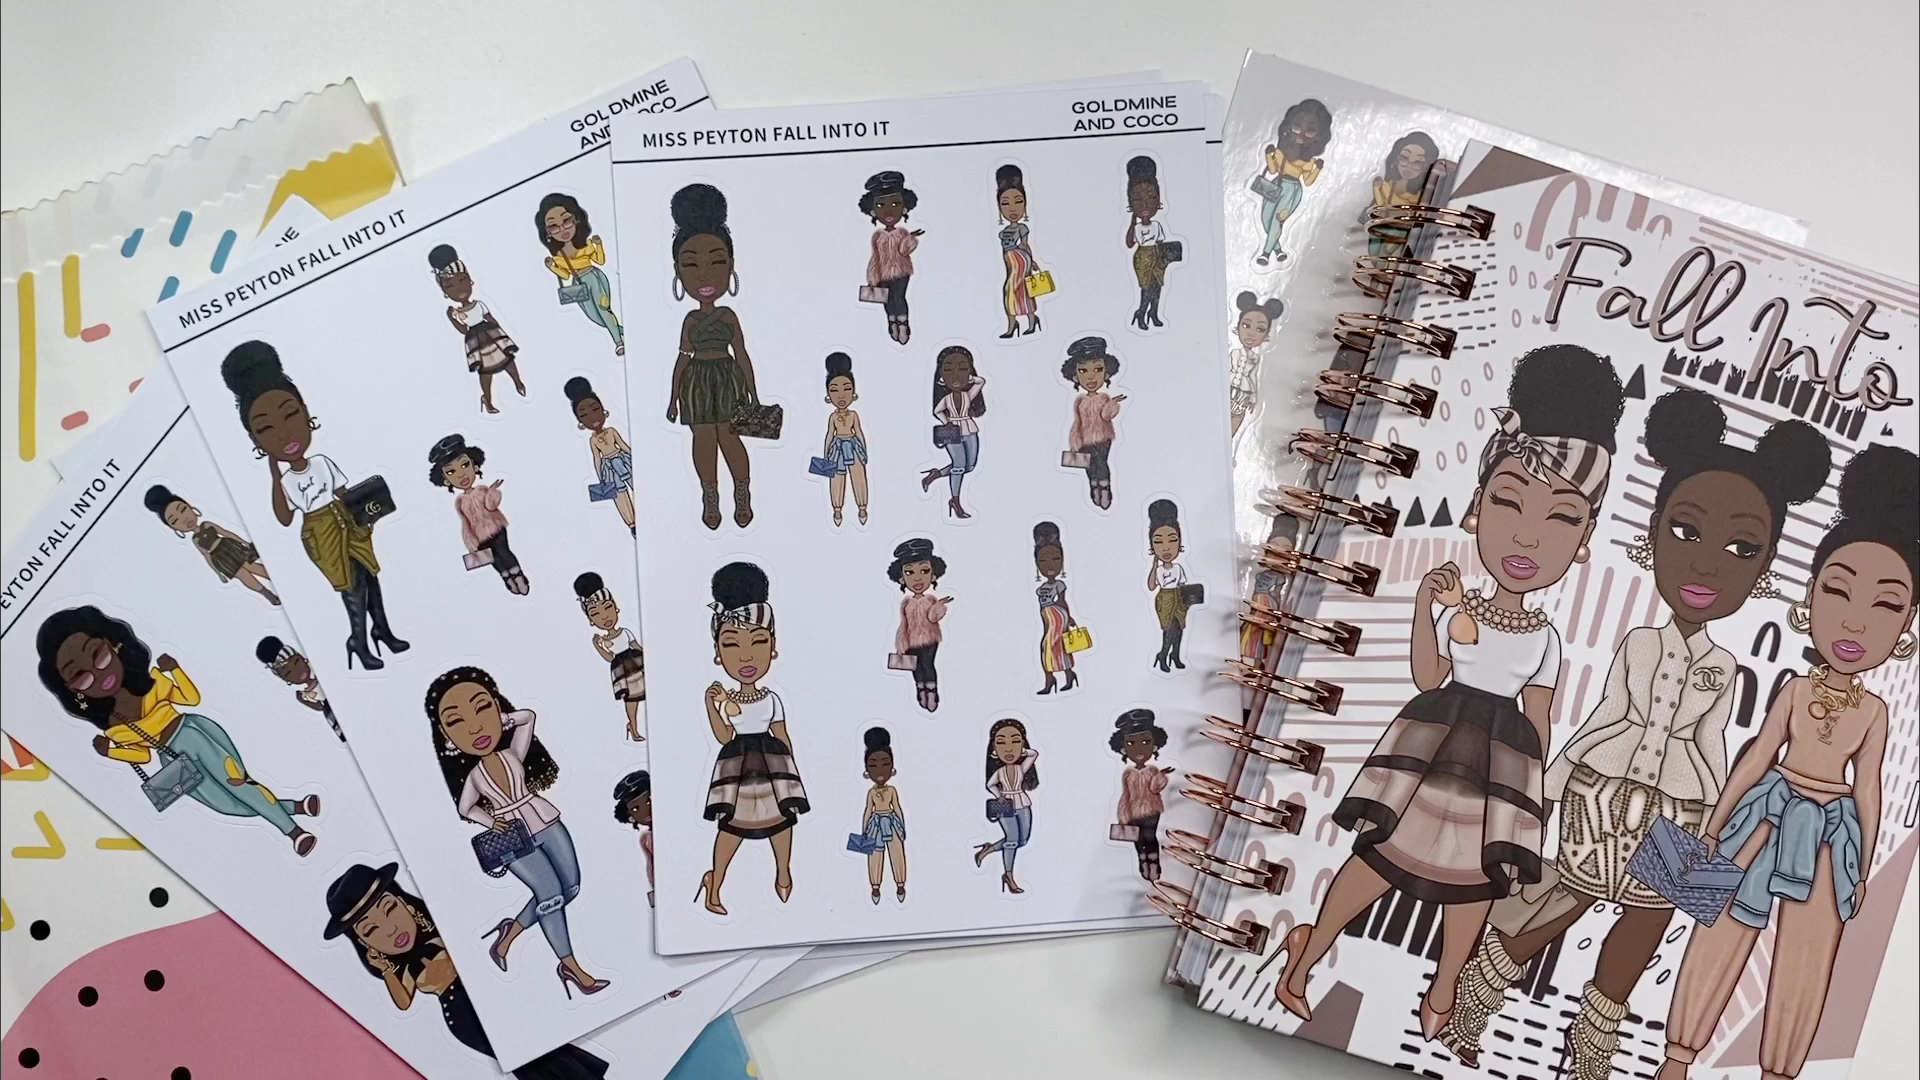 GOLDMINE
AND COCO
MISS PEYTON FALL INTO IT
GOLDMINE
AND COCO
MISS PEYTON FALL INTO IT
PEYTON FALL INTO IT
Fall Into